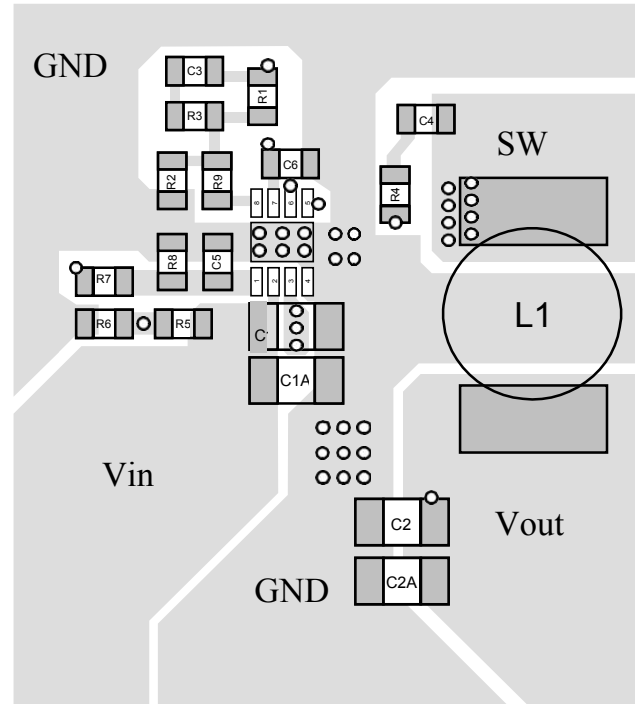 GND
C3
R3
R1
C4
SW
C6
R2
R9
R4
8 7 6 5
R8
C5
R7
1 2 3 4
L1
R6
R5
C1A
Vin
C2
Vout
GND
C2A